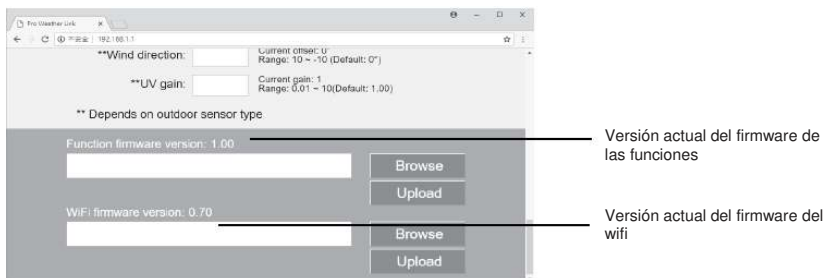 Pro Weather Link
不安全 192.168.1.1
**Wind direction:
Current offset: 0°
Range: 10 ~ -10 (Default: 0°)
**UV gain:
Current gain: 1
Range: 0.01 ~ 10(Default: 1.00)
** Depends on outdoor sensor type
Function firmware version: 1.00
Browse
Upload
WiFi firmware version: 0.70
Browse
Upload
Versión actual del firmware de
las funciones
Versión actual del firmware del
wifi